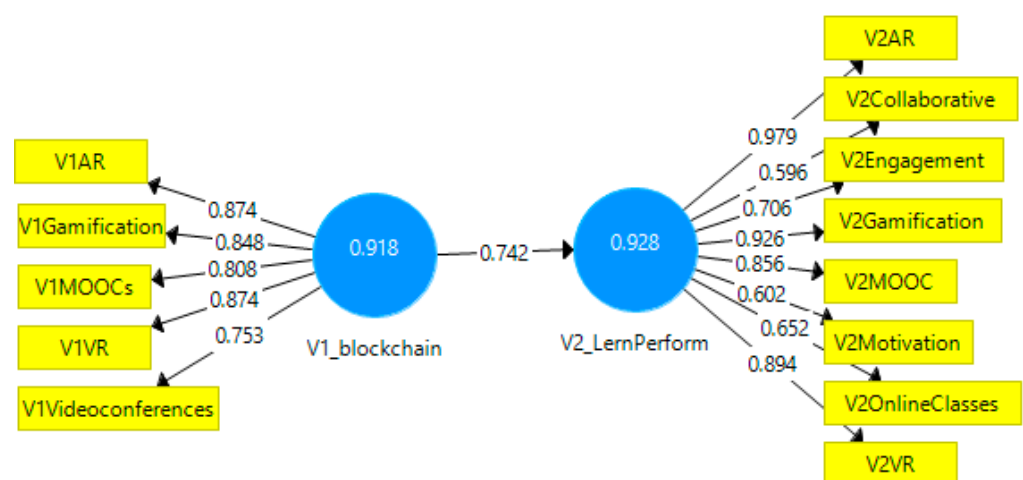 V1AR
V1Gamification
V1MOOCs
V1VR
V1Videoconferences
0.874
0.848
0.808
0.874
0.753
0.918
V1_blockchain
0.742
0.928
V2_LernPerform
0.979
0.596
0.706
0.926
0.856
0.602
0.652
0.894
V2AR
V2Collaborative
V2Engagement
V2Gamification
V2MOOC
V2Motivation
V2OnlineClasses
V2VR